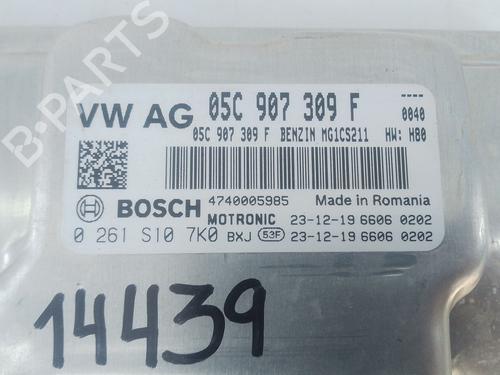 VW AG 05C 907 309 F ----
0040
05C 907 309 F BENZIN MG1CS211 HW: H80
4740005985 Made in Romania
BOSCH MOTRONIC 23-12-19 6606 0202
0 261 S10 7K0 BXJ 53F 23-12-19 6606 0202
14439
B-PARTS
B-PARTS